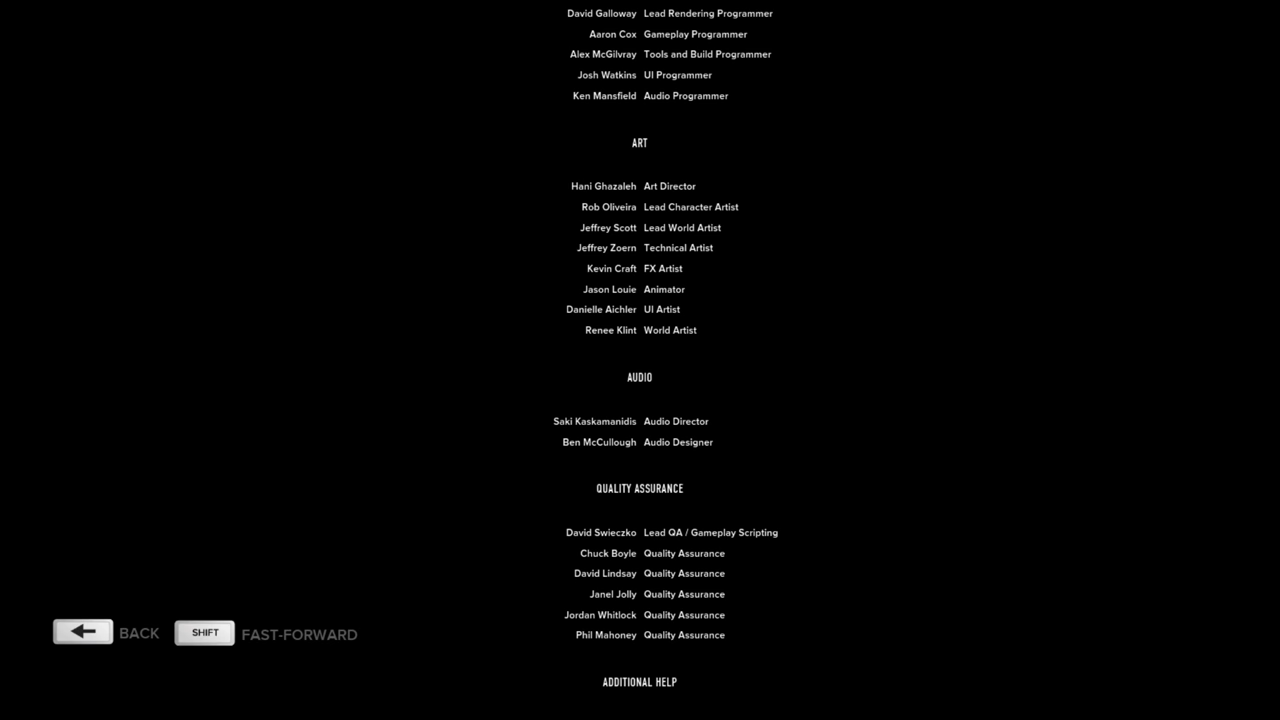 David Galloway Lead Rendering Programmer
Aaron Cox Gameplay Programmer
Alex McGilvray Tools and Build Programmer
Josh Watkins UI Programmer
Ken Mansfield Audio Programmer
ART
Hani Ghazaleh Art Director
Rob Oliveira Lead Character Artist
Jeffrey Scott Lead World Artist
Jeffrey Zoern Technical Artist
Kevin Craft FX Artist
Jason Louie Animator
Danielle Aichler UI Artist
Renee Klint World Artist
AUDIO
Saki Kaskamanidis Audio Director
Ben McCullough Audio Designer
QUALITY ASSURANCE
David Swieczko Lead QA / Gameplay Scripting
Chuck Boyle Quality Assurance
David Lindsay Quality Assurance
Janel Jolly Quality Assurance
Jordan Whitlock Quality Assurance
Phil Mahoney Quality Assurance
BACK SHIFT FAST-FORWARD
ADDITIONAL HELP